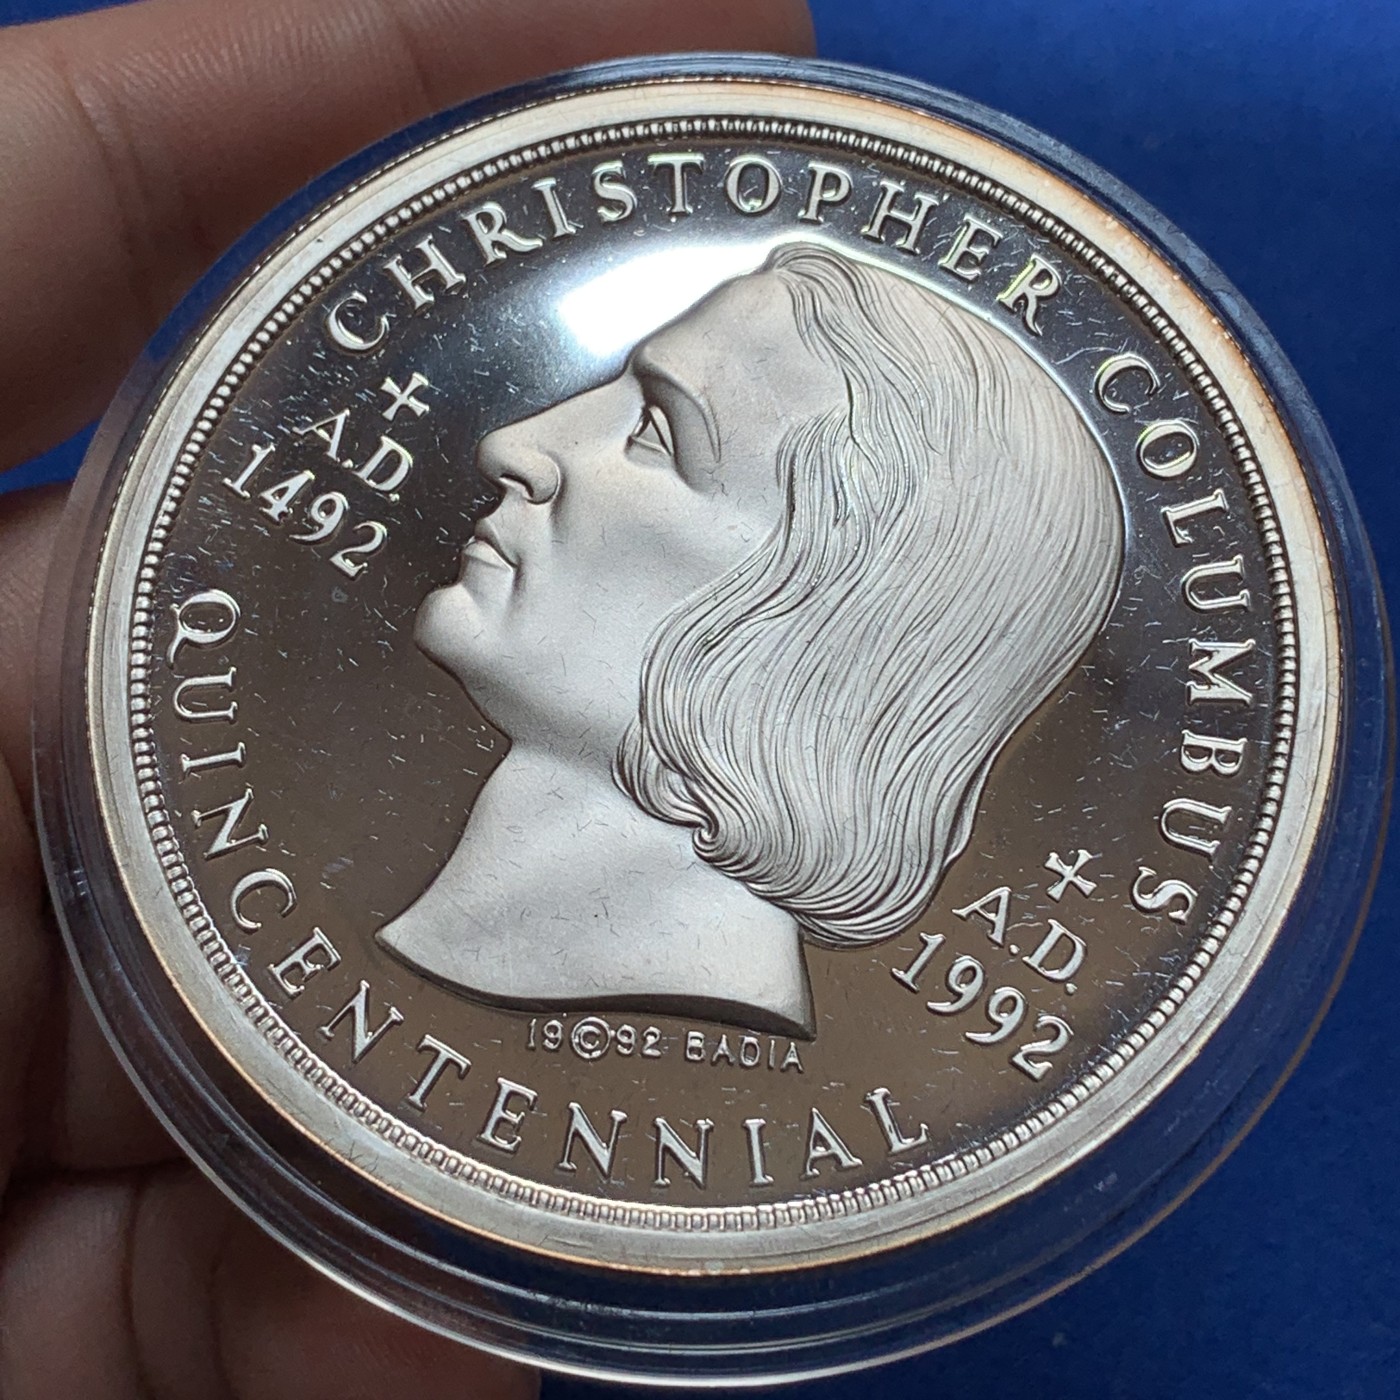 CHRISTOPHER COLUMBUS
✠
A.D.
1492
✠
A.D.
1992
19©92 BADIA
QUINCENTENNIAL